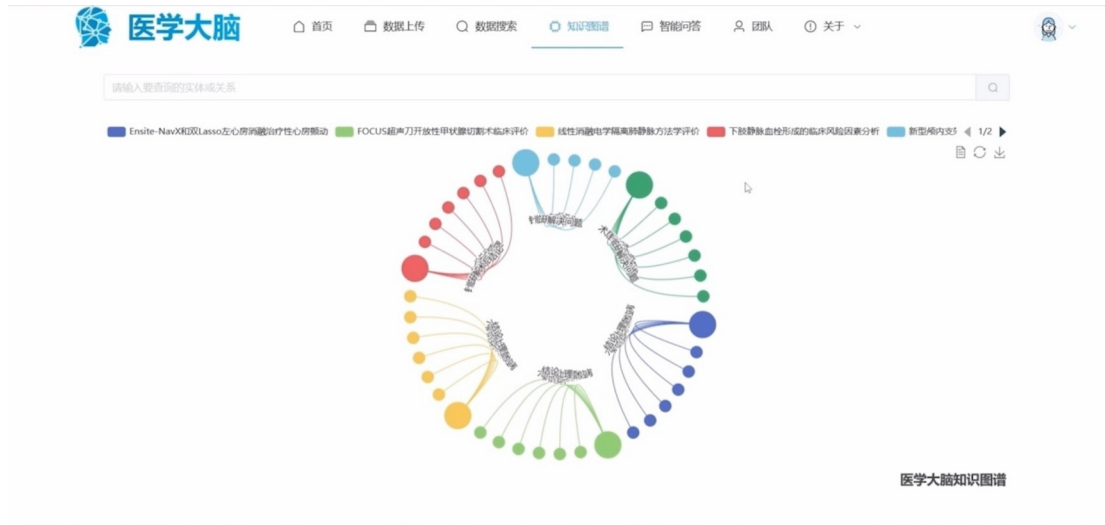 医学大脑 首页 数据上传 数据搜索 知识图谱 智能问答 团队 关于
请输入要查询的实体或关系
Ensite-NavX和双Lasso左心房消融治疗性心房颤动 FOCUS超声刀开放性甲状腺切割术临床评价 线性消融电学隔离肺静脉方法学评价 下肢静脉血栓形成的临床风险因素分析 新型颅内支 1/2
医学大脑知识图谱